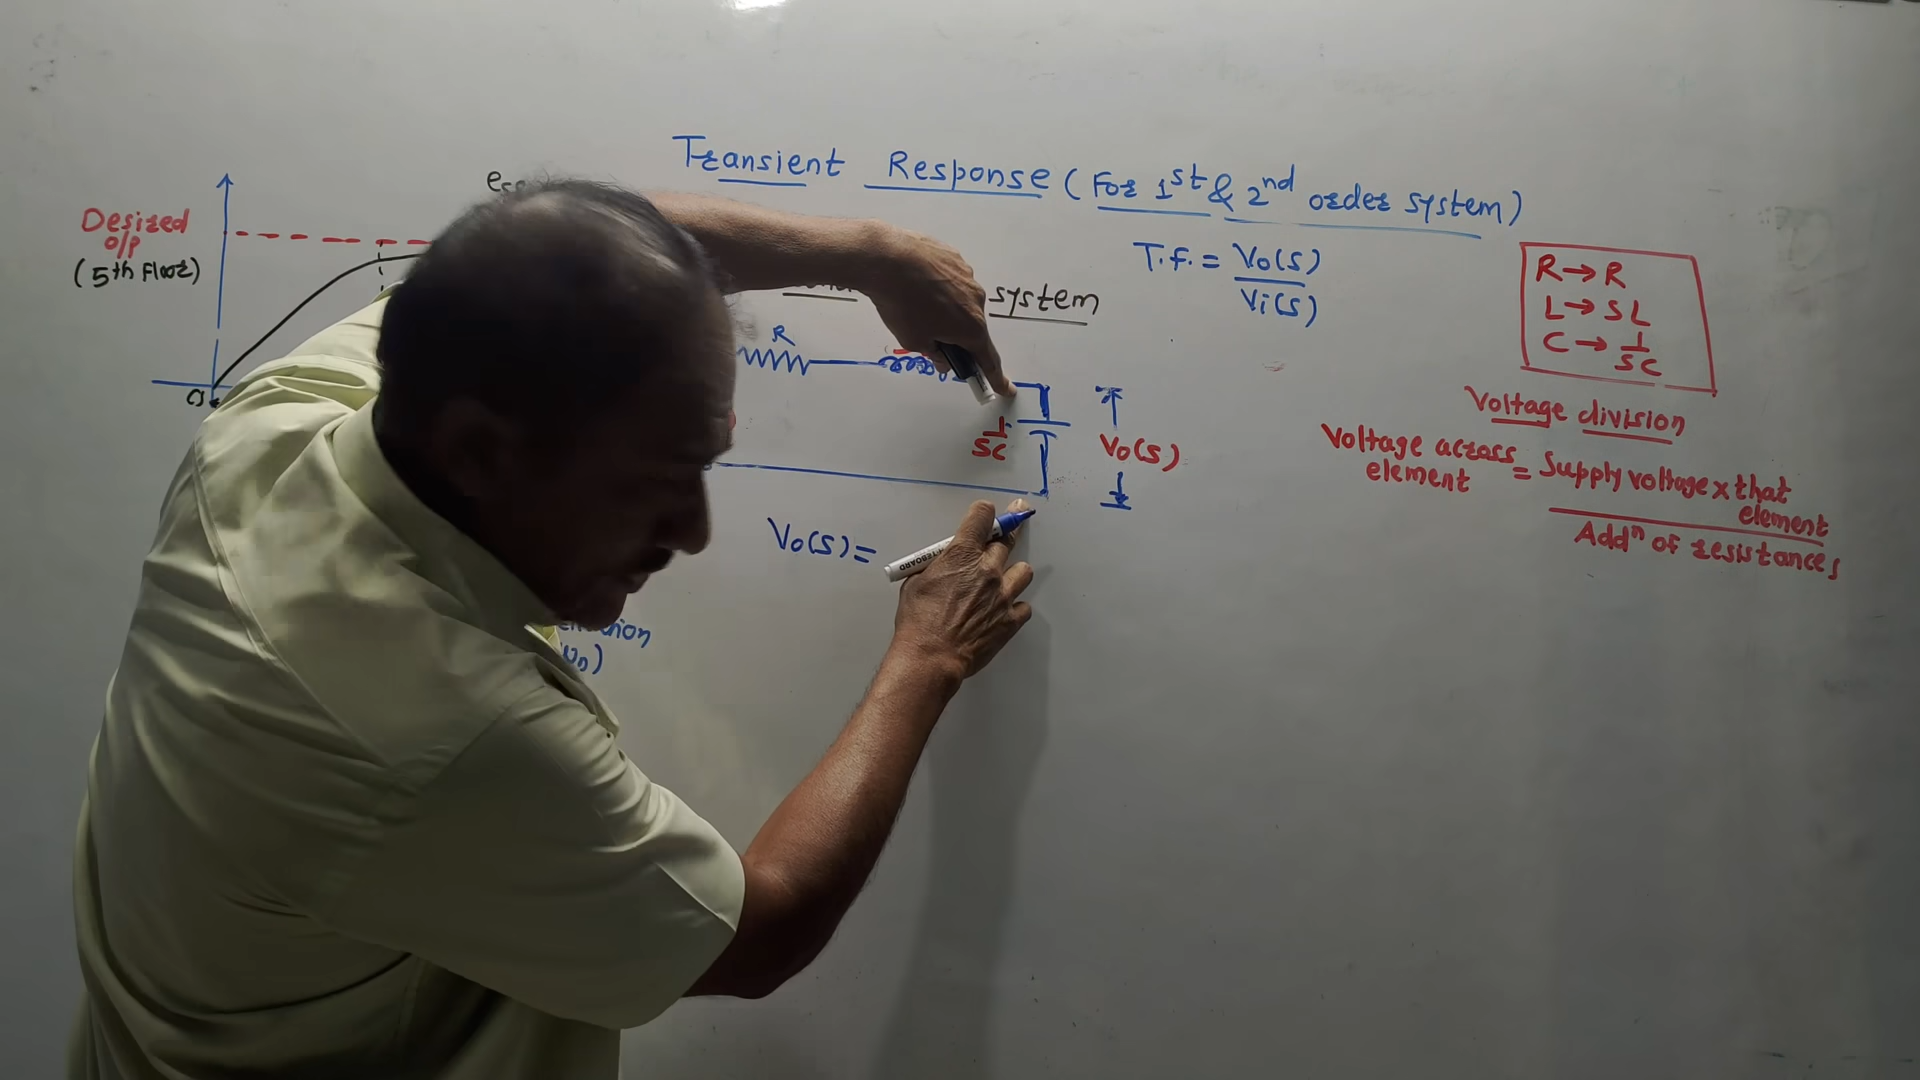 Transient Response (For 1st & 2nd order system)
Desired
o/p
(5th Floor)
0
system
T.f. = Vo(s)
Vi(s)
R
1
SC
Vo(s)
Vo(s) =
R → R
L → SL
C → 1
SC
Voltage division
Voltage across element = Supply voltage x that element
Addn of resistances